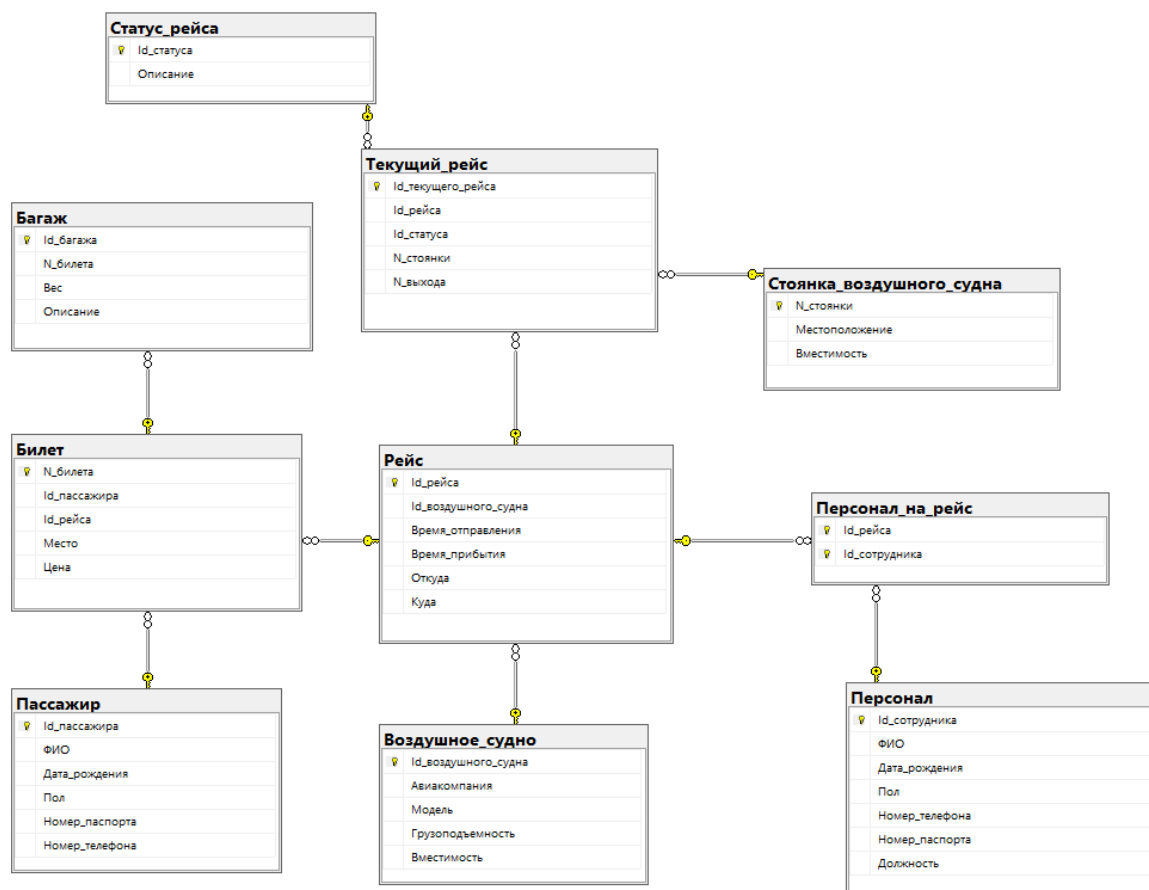 Статус_рейса
Id_статуса
Описание
Текущий_рейс
Id_текущего_рейса
Id_рейса
Id_статуса
N_стоянки
N_выхода
Багаж
Id_багажа
N_билета
Вес
Описание
Стоянка_воздушного_судна
N_стоянки
Местоположение
Вместимость
Билет
N_билета
Id_пассажира
Id_рейса
Место
Цена
Рейс
Id_рейса
Id_воздушного_судна
Время_отправления
Время_прибытия
Откуда
Куда
Персонал_на_рейс
Id_рейса
Id_сотрудника
Пассажир
Id_пассажира
ФИО
Дата_рождения
Пол
Номер_паспорта
Номер_телефона
Воздушное_судно
Id_воздушного_судна
Авиакомпания
Модель
Грузоподъемность
Вместимость
Персонал
Id_сотрудника
ФИО
Дата_рождения
Пол
Номер_телефона
Номер_паспорта
Должность